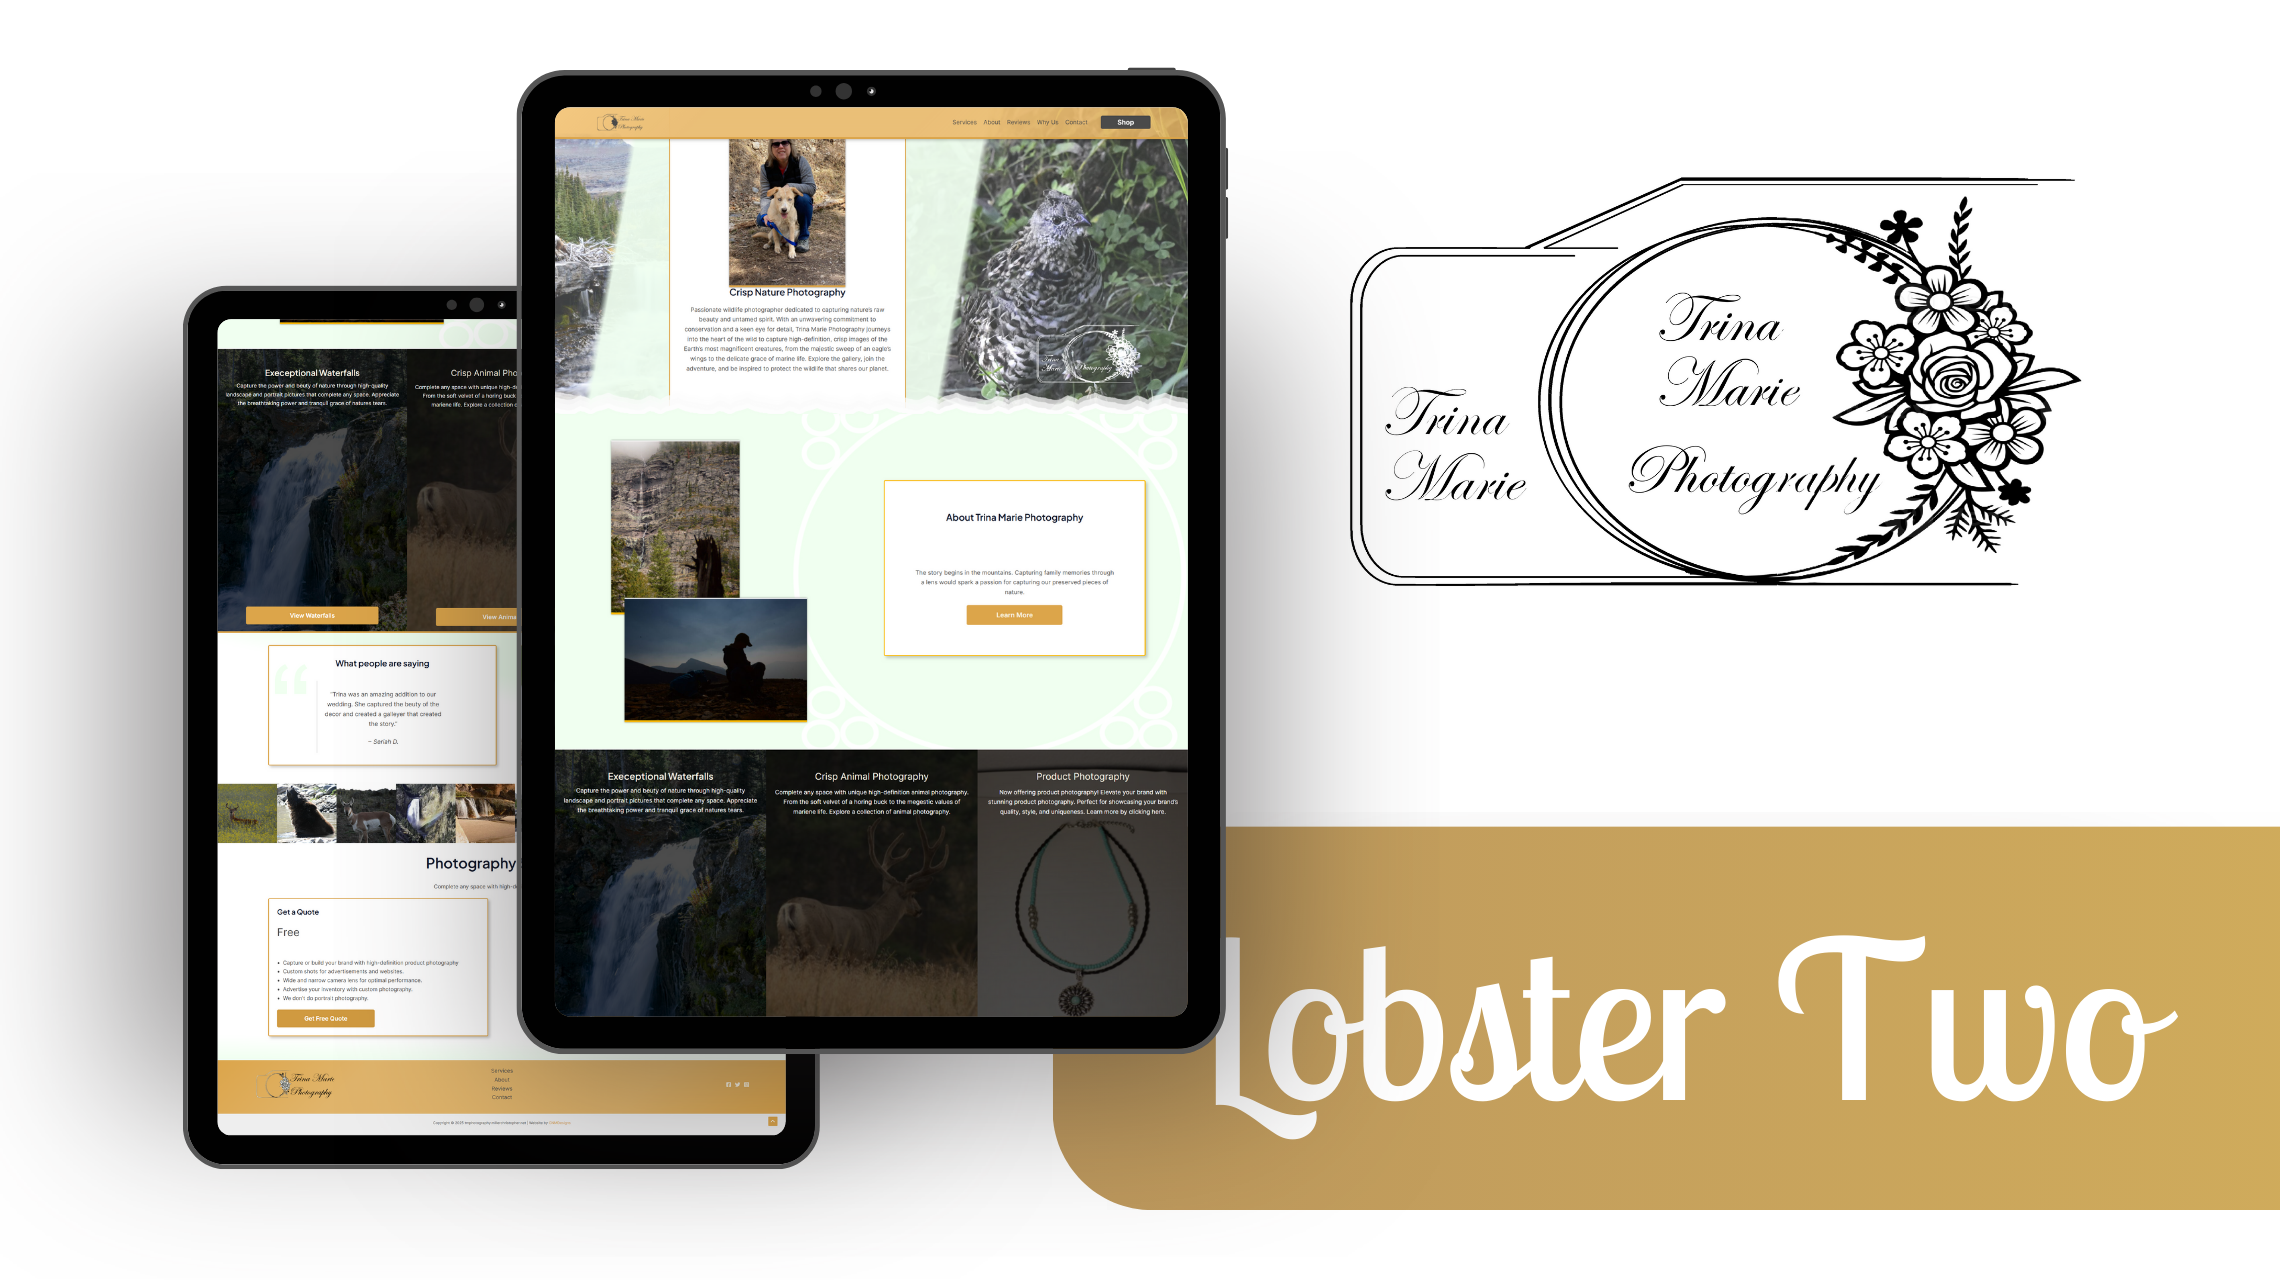 Services About Reviews Why Us Contact Shop
Trina Marie
Photography
Crisp Nature Photography
Passionate wildlife photographer dedicated to capturing nature's raw
beauty and untamed spirit. With an unwavering commitment to
conservation and a keen eye for detail, Trina Marie Photography journeys
into the heart of the wild to capture high-definition, crisp images of the
Earth's most magnificent creatures, from the majestic sweep of an eagle's
wings to the delicate grace of marine life. Explore the gallery, join the
adventure, and be inspired to protect the wildlife that shares our planet.
Trina
Marie
Photography
About Trina Marie Photography
The story begins in the mountains. Capturing family memories through
a lens would spark a passion for capturing our preserved pieces of
nature.
Learn More
Execeptional Waterfalls
Capture the power and beuty of nature through high-quality
landscape and portrait pictures that complete any space. Appreciate
the breathtaking power and tranquil grace of natures tears.
Crisp Animal Photography
Complete any space with unique high-definition animal photography.
From the soft velvet of a horing buck to the megestic values of
mariene life. Explore a collection of animal photography.
Product Photography
Now offering product photography! Elevate your brand with
stunning product photography. Perfect for showcasing your brand's
quality, style, and uniqueness. Learn more by clicking here.
Execeptional Waterfalls
Capture the power and beuty of nature through high-quality
landscape and portrait pictures that complete any space. Appreciate
the breathtaking power and tranquil grace of natures tears.
View Waterfalls
Crisp Animal Pho
Complete any space with unique high-de
From the soft velvet of a horing buck
mariene life. Explore a collection o
View Anima
What people are saying
"Trina was an amazing addition to our
wedding. She captured the beuty of the
decor and created a galleyer that created
the story."
– Seriah D.
Photography
Complete any space with high-de
Get a Quote
Free
• Capture or build your brand with high-definition product photography
• Custom shots for advertisements and websites.
• Wide and narrow camera lens for optimal performance.
• Advertise your inventory with custom photography.
• We don't do portrait photography.
Get Free Quote
Trina Marie
Photography
Services
About
Reviews
Contact
Trina
Marie
Trina
Marie
Photography
Lobster Two